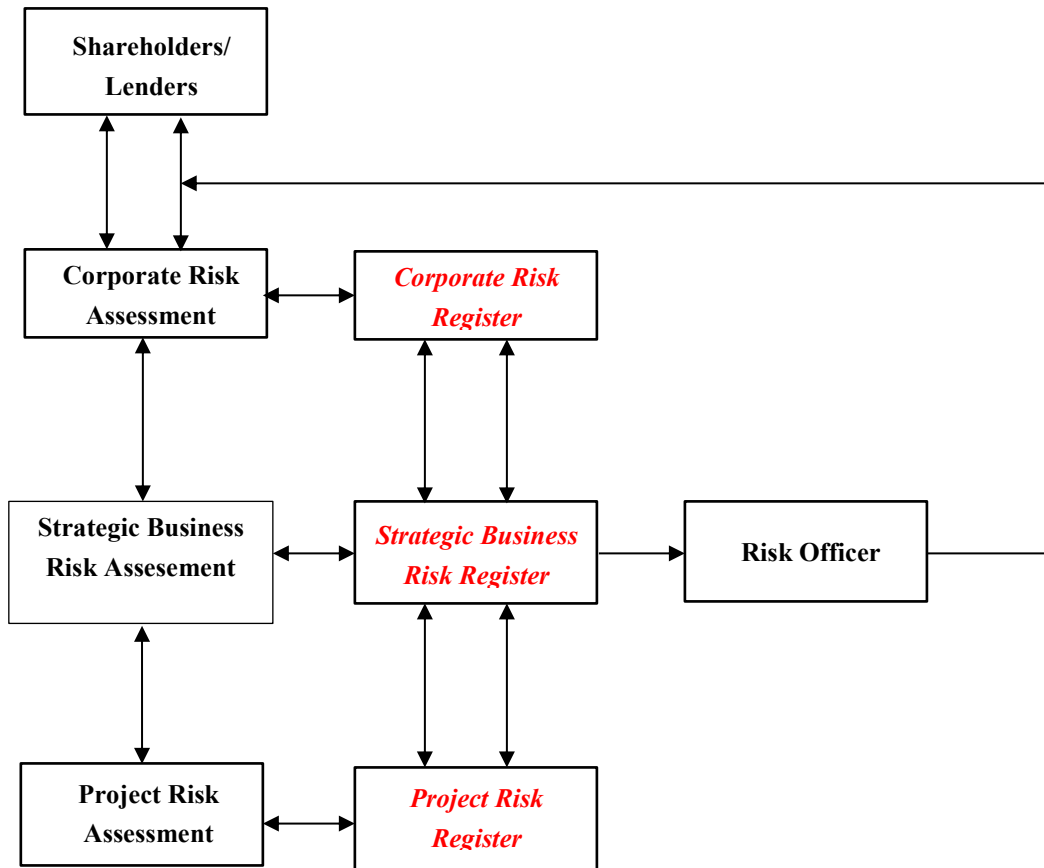 Shareholders/
Lenders
Corporate Risk
Assessment
Corporate Risk
Register
Strategic Business
Risk Assesement
Strategic Business
Risk Register
Risk Officer
Project Risk
Assessment
Project Risk
Register